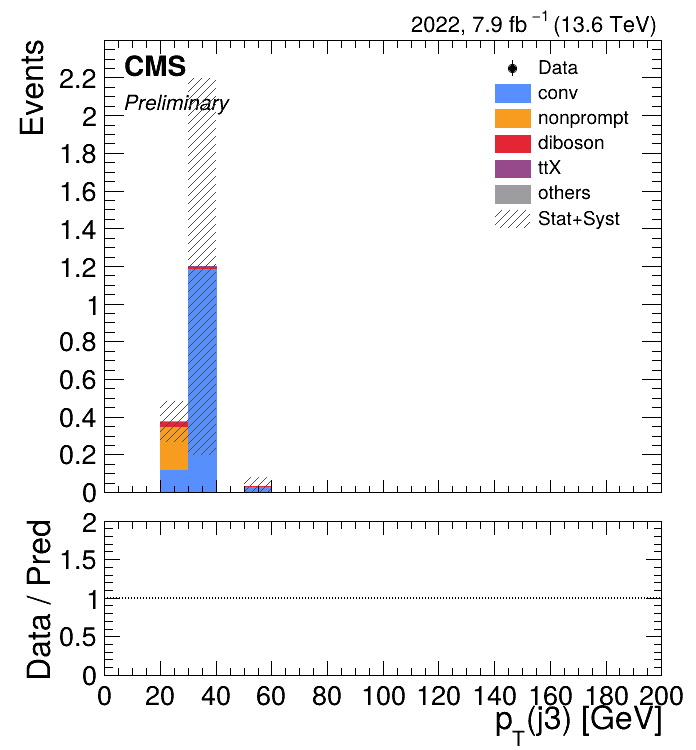 2022, 7.9 fb⁻¹ (13.6 TeV)
CMS
Preliminary
Events
2.2
2
1.8
1.6
1.4
1.2
1
0.8
0.6
0.4
0.2
0
Data
conv
nonprompt
diboson
ttX
others
Stat+Syst
Data / Pred
2
1.5
1
0.5
0
0 20 40 60 80 100 120 140 160 180 200
p_T(j3) [GeV]